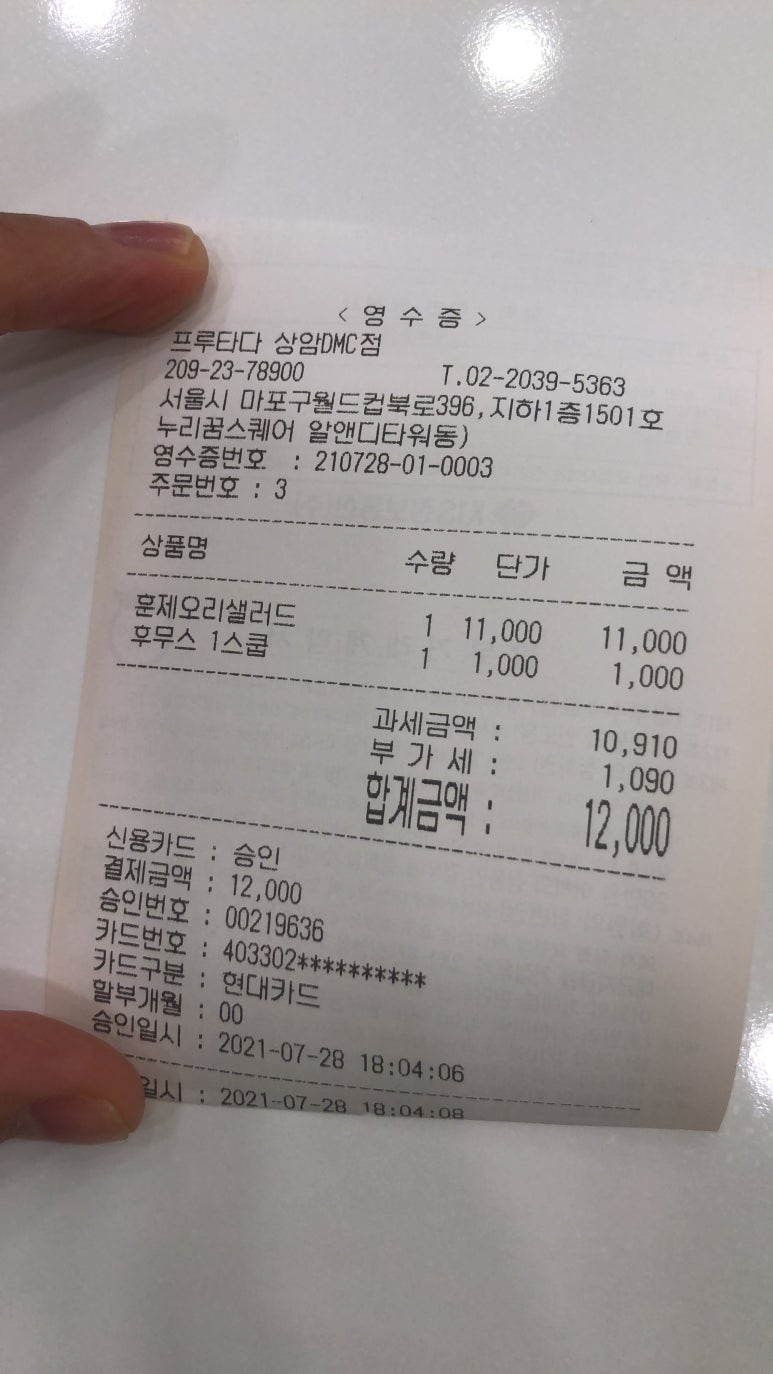 < 영 수 증 >
프루타다 상암DMC점
209-23-78900 T.02-2039-5363
서울시 마포구월드컵북로396,지하1층1501호
누리꿈스퀘어 알앤디타워동)
영수증번호 : 210728-01-0003
주문번호 : 3
상품명 수량 단가 금 액
훈제오리샐러드 1 11,000 11,000
후무스 1스쿱 1 1,000 1,000
과세금액 : 10,910
부 가 세 : 1,090
합계금액 : 12,000
신용카드 : 승인
결제금액 : 12,000
승인번호 : 00219636
카드번호 : 403302**********
카드구분 : 현대카드
할부개월 : 00
승인일시 : 2021-07-28 18:04:06
일시 : 2021-07-28 18:04:08